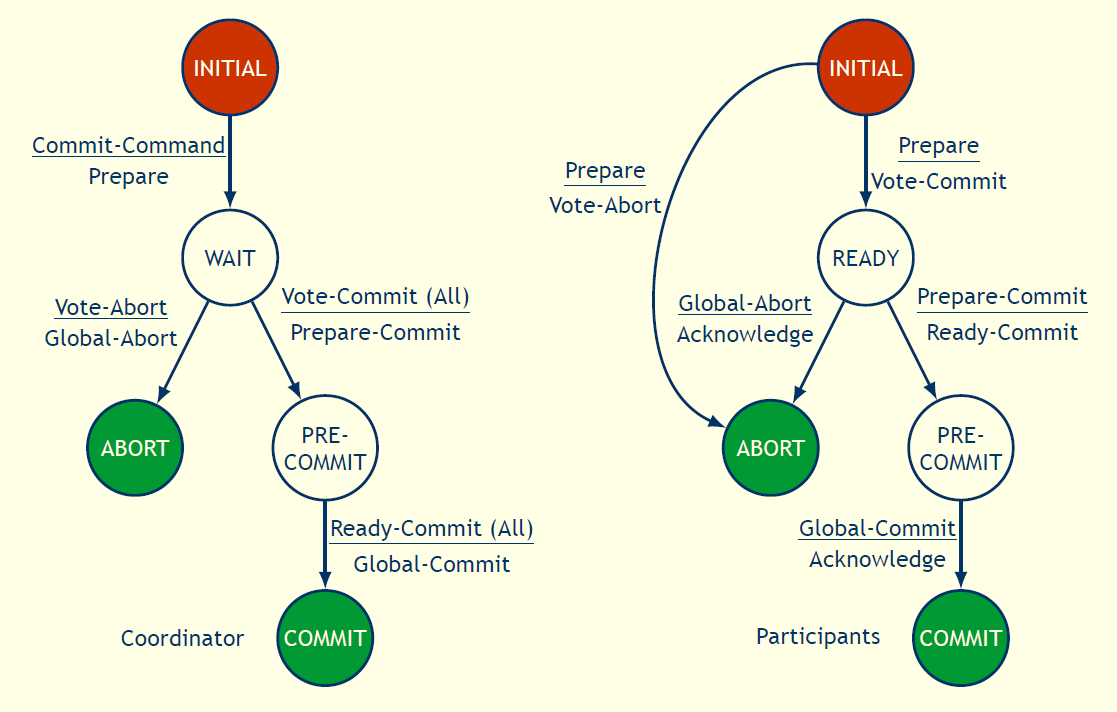 INITIAL
Commit-Command
Prepare
WAIT
Vote-Abort
Global-Abort
Vote-Commit (All)
Prepare-Commit
ABORT
PRE-
COMMIT
Ready-Commit (All)
Global-Commit
Coordinator
COMMIT
INITIAL
Prepare
Vote-Abort
Prepare
Vote-Commit
READY
Global-Abort
Acknowledge
Prepare-Commit
Ready-Commit
ABORT
PRE-
COMMIT
Global-Commit
Acknowledge
Participants
COMMIT